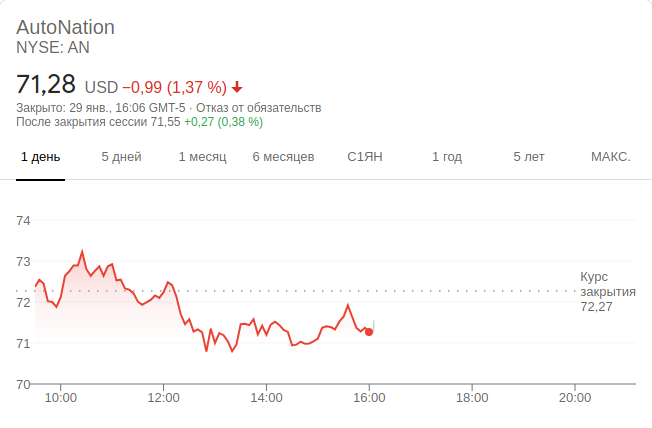 AutoNation
NYSE: AN
71,28 USD −0,99 (1,37 %)
Закрыто: 29 янв., 16:06 GMT-5 · Отказ от обязательств
После закрытия сессии 71,55 +0,27 (0,38 %)
1 день 5 дней 1 месяц 6 месяцев С1ЯН 1 год 5 лет МАКС.
74
73
Курс
закрытия
72,27
72
71
70
10:00 12:00 14:00 16:00 18:00 20:00